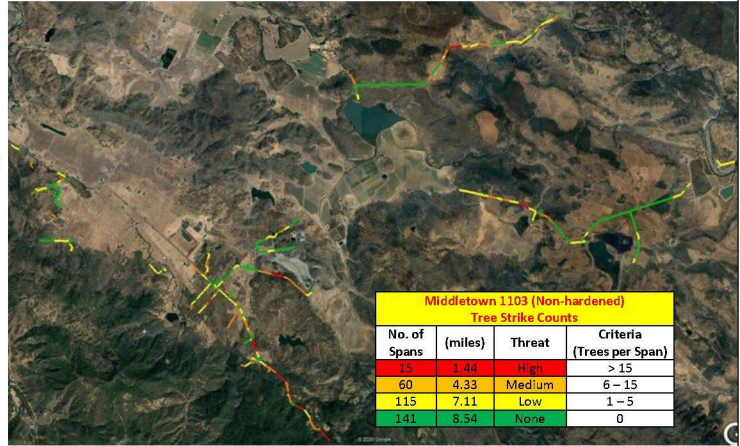 Middletown 1103 (Non-hardened)
Tree Strike Counts
No. of Spans (miles) Threat Criteria (Trees per Span)
15 1.44 High > 15
60 4.33 Medium 6 – 15
115 7.11 Low 1 – 5
141 8.54 None 0
© 2020 Google